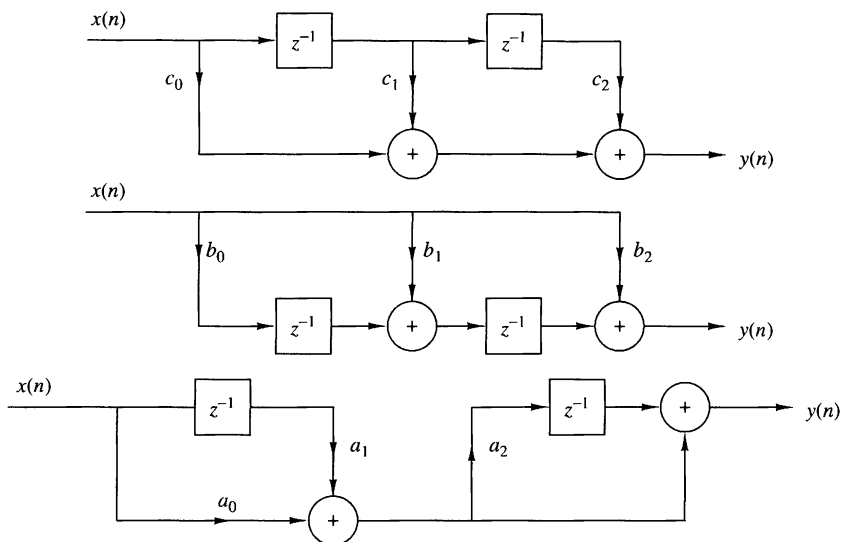 x(n)
z⁻¹ z⁻¹
c₀ c₁ c₂
+ + y(n)
x(n)
b₀ b₁ b₂
z⁻¹ + z⁻¹ + y(n)
x(n) z⁻¹ z⁻¹ + y(n)
a₁ a₂
a₀ +